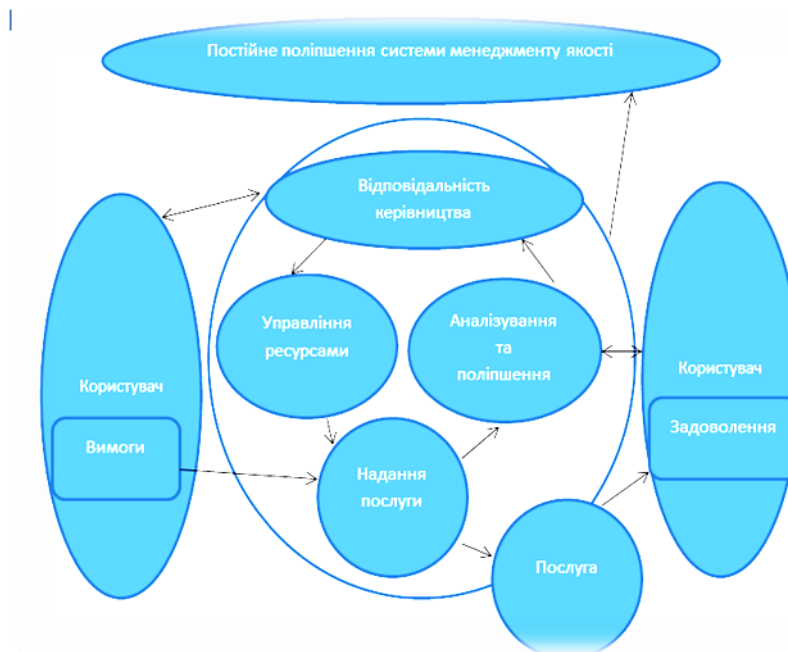 Постійне поліпшення системи менеджменту якості
Відповідальність
керівництва
Управління
ресурсами
Аналізування
та
поліпшення
Користувач
Вимоги
Користувач
Задоволення
Надання
послуги
Послуга